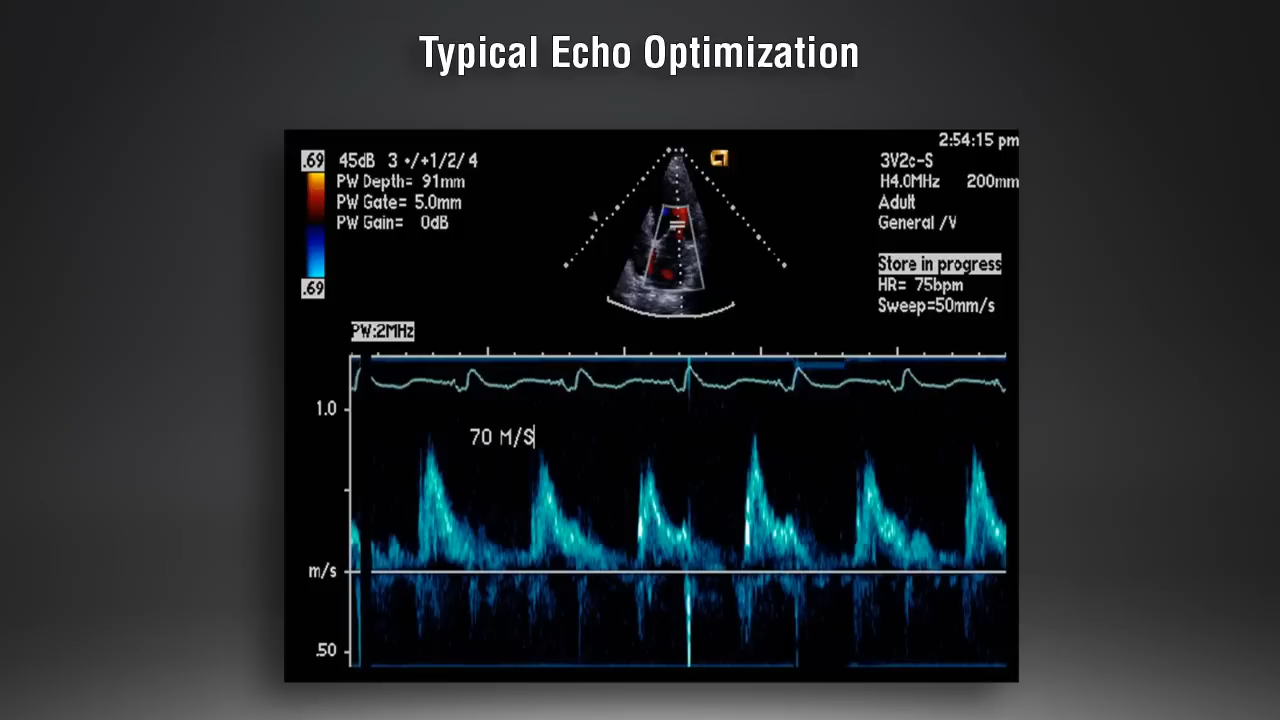 Typical Echo Optimization
2:54:15 pm
.69
45dB 3 •/+1/2/4
PW Depth= 91mm
PW Gate= 5.0mm
PW Gain= 0dB
.69
3V2c-S
H4.0MHz 200mm
Adult
General /V
Store in progress
HR= 75bpm
Sweep=50mm/s
PW:2MHz
1.0
70 M/S
m/s
.50